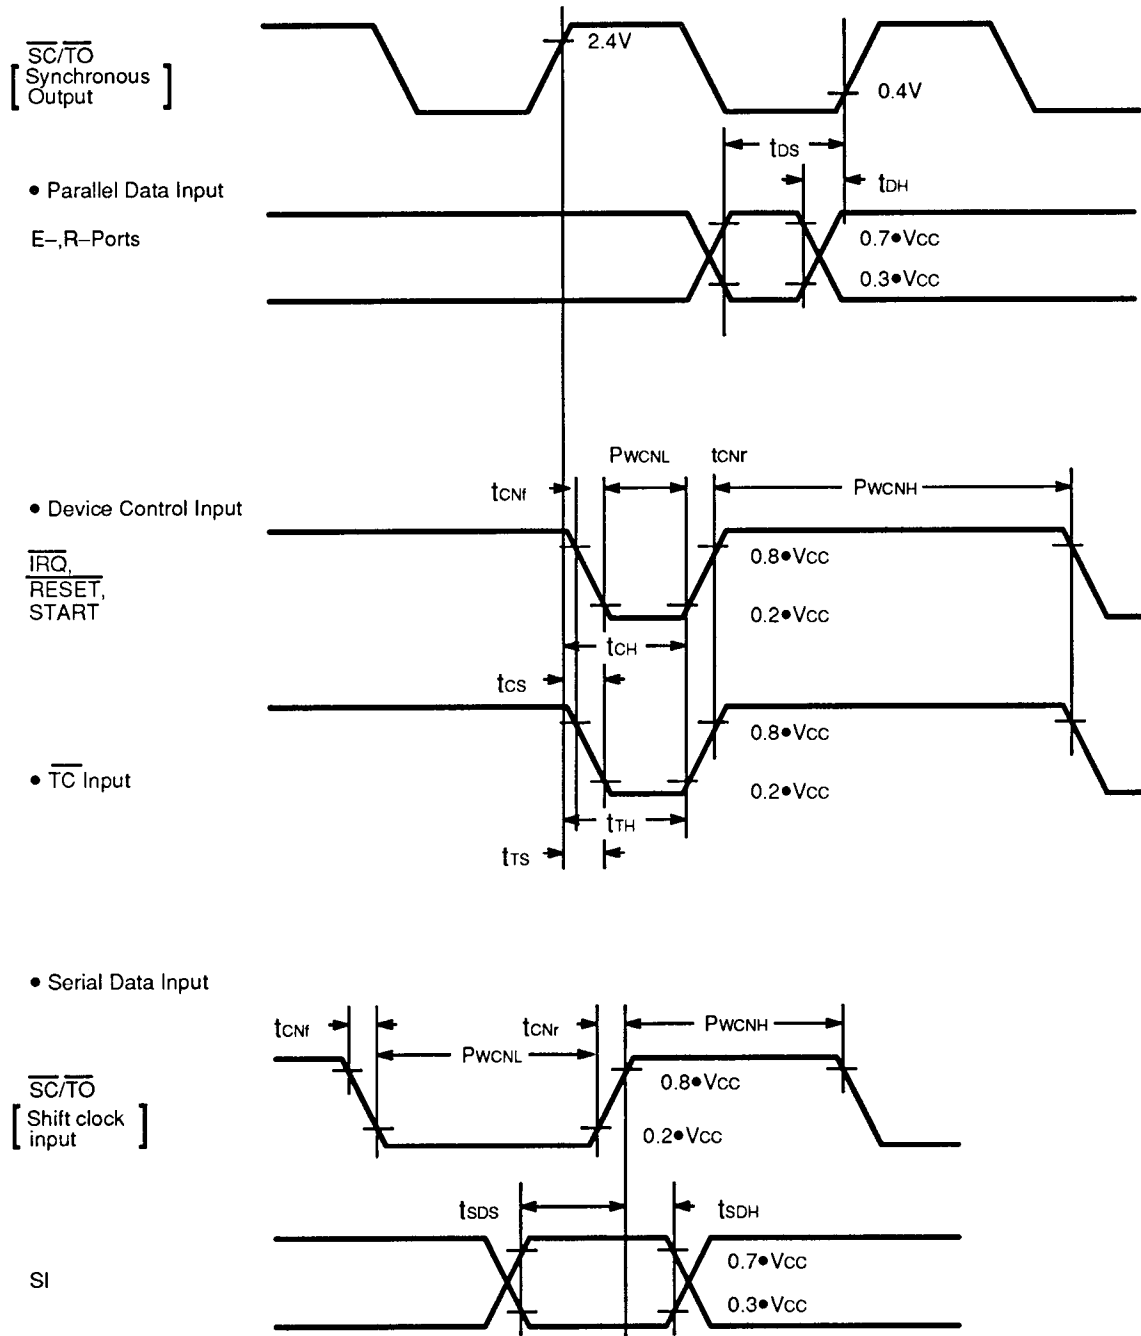 SC/TO
[ Synchronous
Output ]
2.4V
0.4V
tDS
tDH
• Parallel Data Input
E–,R–Ports
0.7•VCC
0.3•VCC
PWCNL
tCNr
tCNf
PWCNH
• Device Control Input
IRQ,
RESET,
START
0.8•VCC
0.2•VCC
tCH
tCS
0.8•VCC
• TC Input
0.2•VCC
tTH
tTS
• Serial Data Input
tCNf
tCNr
PWCNH
PWCNL
SC/TO
[ Shift clock
input ]
0.8•VCC
0.2•VCC
tSDS
tSDH
SI
0.7•VCC
0.3•VCC